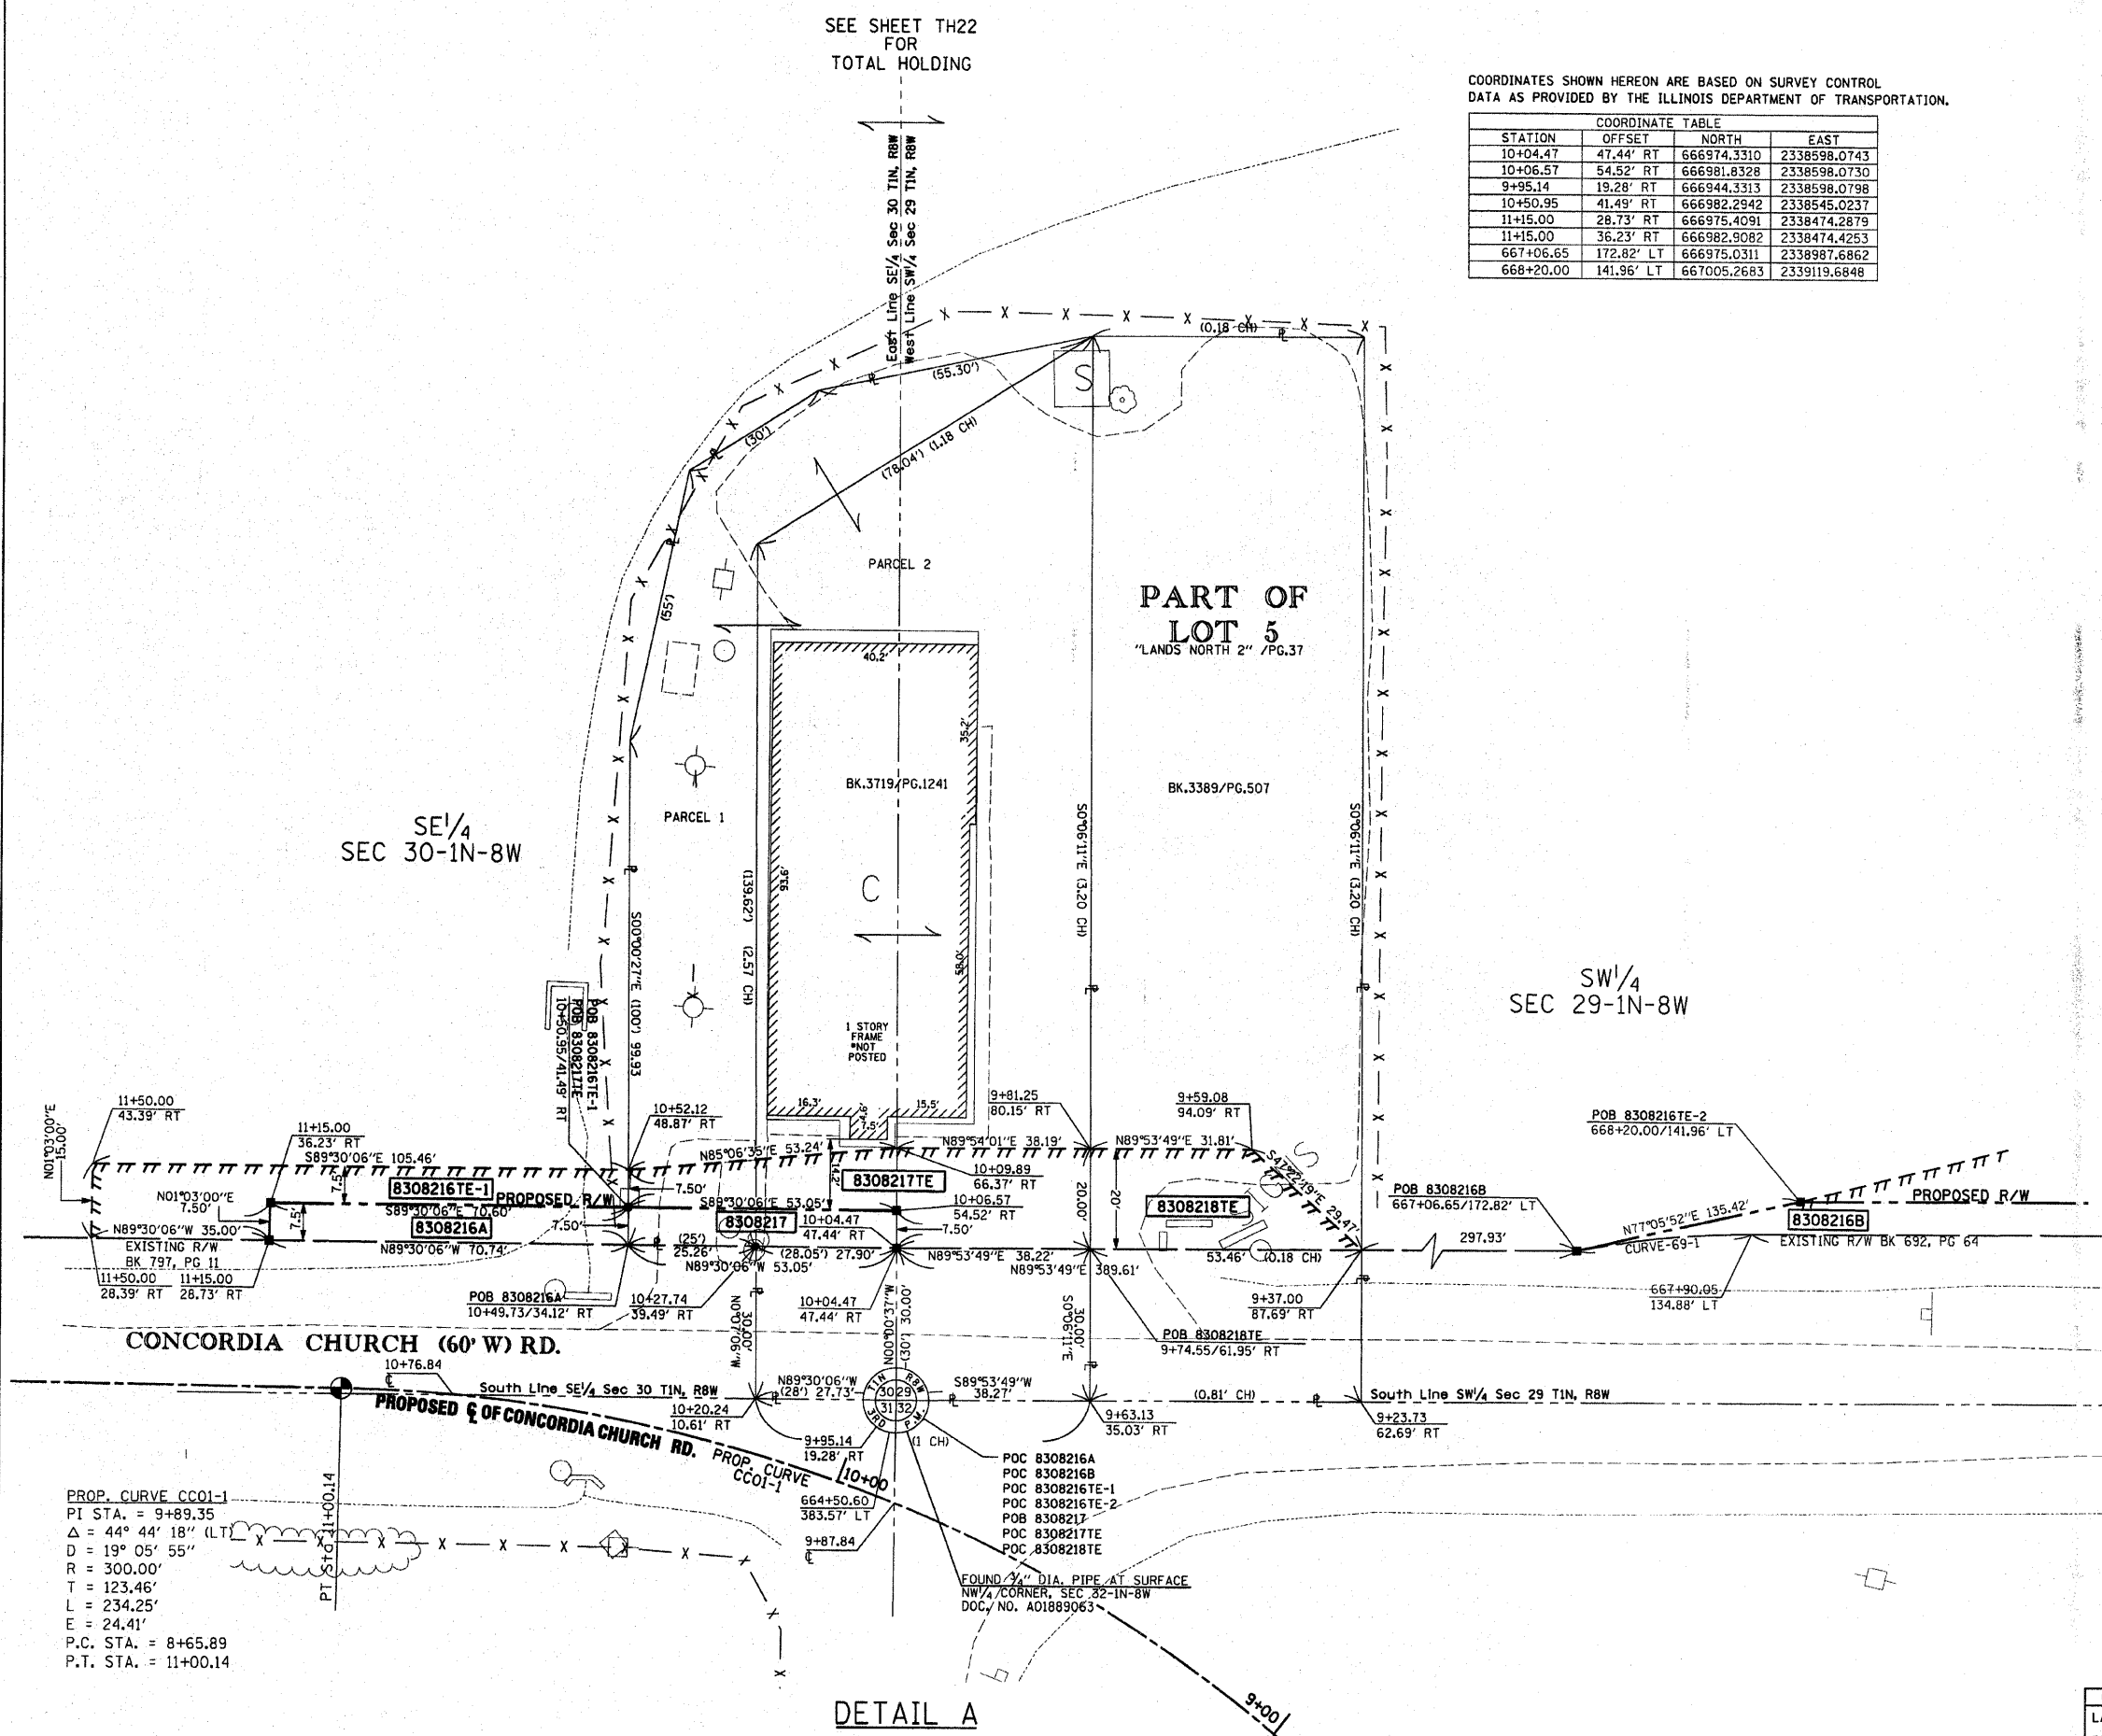 SEE SHEET TH22
FOR
TOTAL HOLDING
COORDINATES SHOWN HEREON ARE BASED ON SURVEY CONTROL
DATA AS PROVIDED BY THE ILLINOIS DEPARTMENT OF TRANSPORTATION.
COORDINATE TABLE
STATION OFFSET NORTH EAST
10+04.47 47.44' RT 666974.3310 2338598.0743
10+06.57 54.52' RT 666981.8328 2338598.0730
9+95.14 19.28' RT 666944.3313 2338598.0798
10+50.95 41.49' RT 666982.2942 2338545.0237
11+15.00 28.73' RT 666975.4091 2338474.2879
11+15.00 36.23' RT 666982.9082 2338474.4253
667+06.65 172.82' LT 666975.0311 2338987.6862
668+20.00 141.96' LT 667005.2683 2339119.6848
East Line SE¼ Sec 30 T1N, R8W
West Line SW¼ Sec 29 T1N, R8W
(0.18 CH)
(55.30')
S
(30')
(78.04') (1.18 CH)
PARCEL 2
PART OF
LOT 5
"LANDS NORTH 2" /PG.37
(55')
40.2'
35.2'
BK.3719/PG.1241
BK.3389/PG.507
PARCEL 1
SE¼
SEC 30-1N-8W
S0°06'11"E (3.20 CH)
S0°06'11"E (3.20 CH)
93.6'
(139.62') (2.57 CH)
C
S00°00'27"E (100') 99.93
58.0'
SW¼
SEC 29-1N-8W
1 STORY
FRAME
*NOT
POSTED
POB 8308216TE-1
POB 8308217TE
10+50.95/41.49' RT
16.3'
4.6'
7.5'
15.5'
N01°03'00"E
15.00'
11+50.00
43.39' RT
11+15.00
36.23' RT
S89°30'06"E 105.46'
10+52.12
48.87' RT
9+81.25
80.15' RT
9+59.08
94.09' RT
POB 8308216TE-2
668+20.00/141.96' LT
N85°06'35"E 53.24'
N89°54'01"E 38.19'
N89°53'49"E 31.81'
14.2'
10+09.89
66.37' RT
S47°22'19"E 29.47'
S
N01°03'00"E
7.50'
7.5'
8308216TE-1
PROPOSED R/W
7.50'
8308217TE
S89°30'06"E 70.60'
S89°30'06"E 53.05'
10+06.57
54.52' RT
20.00'
20'
8308218TE
POB 8308216B
667+06.65/172.82' LT
PROPOSED R/W
7.5'
8308216A
7.50'
8308217
10+04.47
47.44' RT
7.50'
N77°05'52"E 135.42'
8308216B
N89°30'06"W 35.00'
EXISTING R/W
BK 797, PG 11
N89°30'06"W 70.74'
(25')
25.26'
(28.05') 27.90'
N89°30'06"W 53.05'
N89°53'49"E 38.22'
N89°53'49"E 389.61'
53.46' (0.18 CH)
297.93'
CURVE-69-1
EXISTING R/W BK 692, PG 64
11+50.00
28.39' RT
11+15.00
28.73' RT
POB 8308216A
10+49.73/34.12' RT
10+27.74
39.49' RT
10+04.47
47.44' RT
9+37.00
87.69' RT
667+90.05
134.88' LT
N0°07'06"W
30.00'
N00°00'37"W
(30') 30.00'
S0°06'11"E
30.00'
POB 8308218TE
9+74.55/61.95' RT
CONCORDIA CHURCH (60' W) RD.
10+76.84
℄
South Line SE¼ Sec 30 T1N, R8W
N89°30'06"W
(28') 27.73'
T1N R8W
30 29
31 32
3RD P.M.
S89°53'49"W
38.27'
(0.81' CH)
South Line SW¼ Sec 29 T1N, R8W
PROPOSED ℄ OF CONCORDIA CHURCH RD.
PROP. CURVE
CC01-1
10+20.24
10.61' RT
9+63.13
35.03' RT
9+23.73
62.69' RT
9+95.14
19.28' RT
(1 CH)
10+00
POC 8308216A
POC 8308216B
POC 8308216TE-1
POC 8308216TE-2
POB 8308217
POC 8308217TE
POC 8308218TE
664+50.60
383.57' LT
9+87.84
℄
PT Sta 11+00.14
PROP. CURVE CC01-1
PI STA. = 9+89.35
Δ = 44° 44' 18" (LT)
D = 19° 05' 55"
R = 300.00'
T = 123.46'
L = 234.25'
E = 24.41'
P.C. STA. = 8+65.89
P.T. STA. = 11+00.14
FOUND ¾" DIA. PIPE AT SURFACE
NW¼ CORNER, SEC 32-1N-8W
DOC. NO. A01889063
9+00
DETAIL A